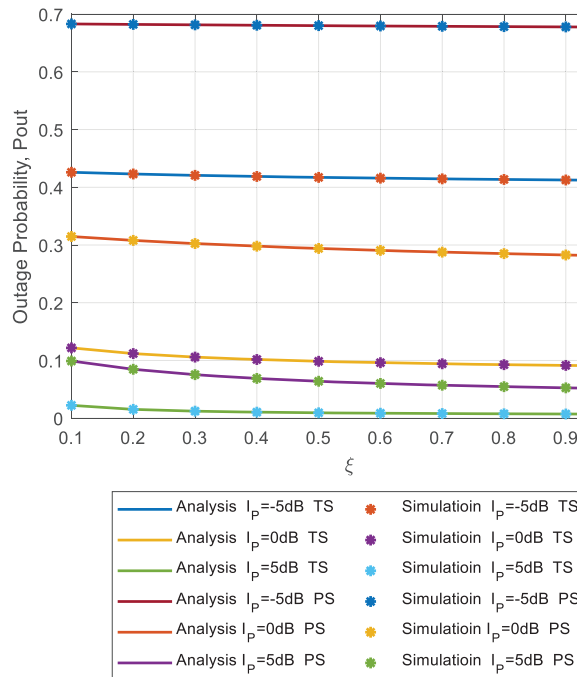 0.7
0.6
0.5
0.4
0.3
0.2
0.1
0
Outage Probability, Pout
0.1 0.2 0.3 0.4 0.5 0.6 0.7 0.8 0.9
ξ
Analysis I_P=-5dB TS Simulatioin I_P=-5dB TS
Analysis I_P=0dB TS Simulatioin I_P=0dB TS
Analysis I_P=5dB TS Simulatioin I_P=5dB TS
Analysis I_P=-5dB PS Simulatioin I_P=-5dB PS
Analysis I_P=0dB PS Simulatioin I_P=0dB PS
Analysis I_P=5dB PS Simulatioin I_P=5dB PS